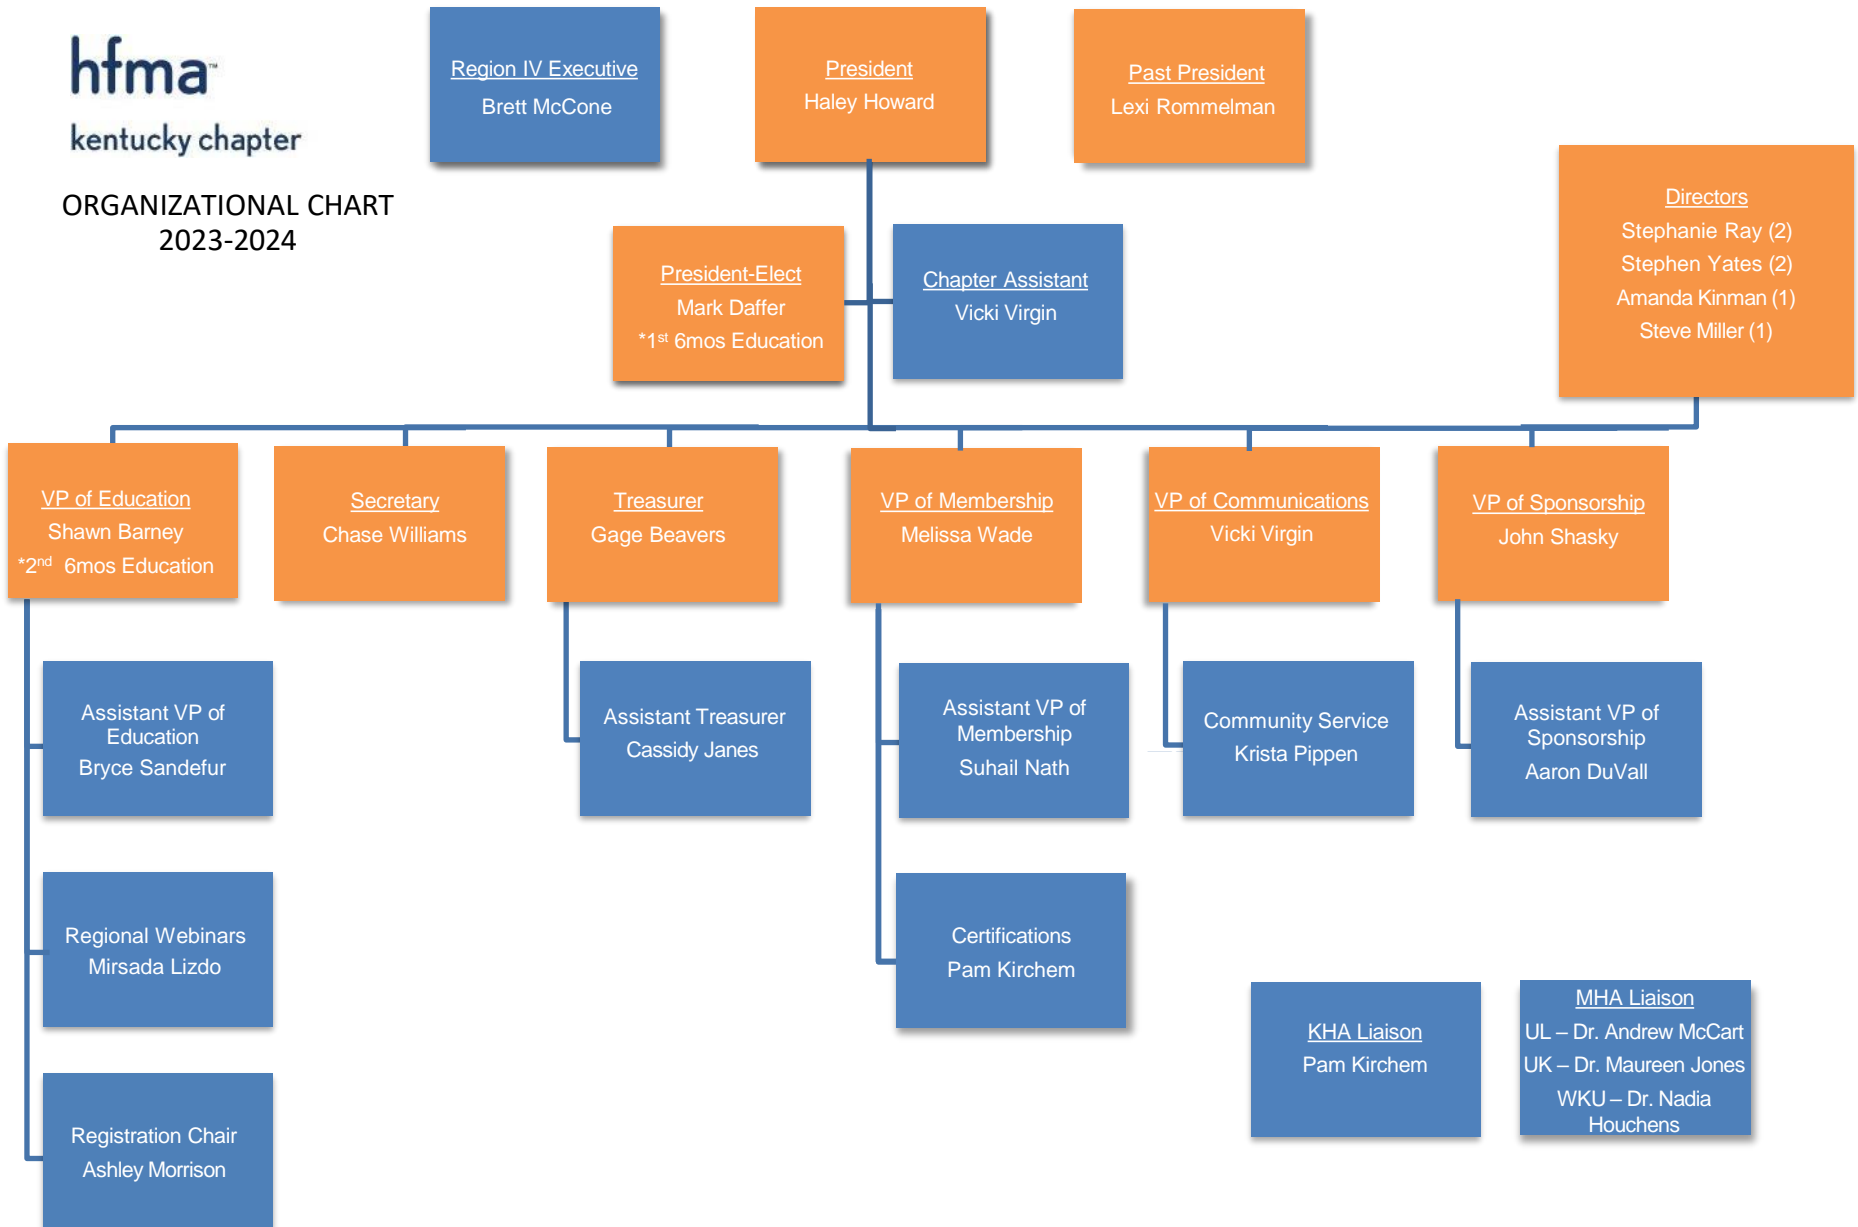 hfma™
kentucky chapter
ORGANIZATIONAL CHART
2023-2024
Region IV Executive
Brett McCone
President
Haley Howard
Past President
Lexi Rommelman
Directors
Stephanie Ray (2)
Stephen Yates (2)
Amanda Kinman (1)
Steve Miller (1)
President-Elect
Mark Daffer
*1st 6mos Education
Chapter Assistant
Vicki Virgin
VP of Education
Shawn Barney
*2nd 6mos Education
Secretary
Chase Williams
Treasurer
Gage Beavers
VP of Membership
Melissa Wade
VP of Communications
Vicki Virgin
VP of Sponsorship
John Shasky
Assistant VP of
Education
Bryce Sandefur
Assistant Treasurer
Cassidy Janes
Assistant VP of
Membership
Suhail Nath
Community Service
Krista Pippen
Assistant VP of
Sponsorship
Aaron DuVall
Regional Webinars
Mirsada Lizdo
Certifications
Pam Kirchem
Registration Chair
Ashley Morrison
KHA Liaison
Pam Kirchem
MHA Liaison
UL – Dr. Andrew McCart
UK – Dr. Maureen Jones
WKU – Dr. Nadia
Houchens